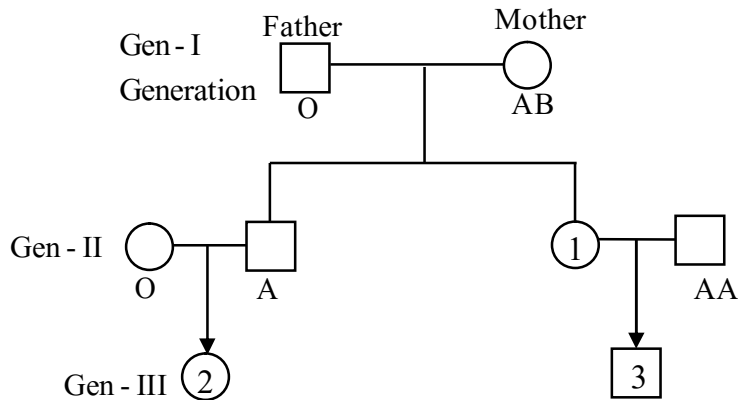 Father
Mother
Gen - I
Generation
O
AB
Gen - II
1
O
A
AA
Gen - III
2
3